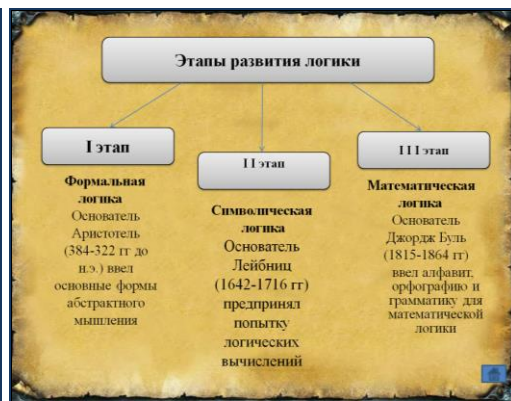 Этапы развития логики
I этап
Формальная
логика
Основатель
Аристотель
(384-322 гг до
н.э.) ввел
основные формы
абстрактного
мышления
I I этап
Символическая
логика
Основатель
Лейбниц
(1642-1716 гг)
предпринял
попытку
логических
вычислений
I I I этап
Математическая
логика
Основатель
Джордж Буль
(1815-1864 гг)
ввел алфавит,
орфографию и
грамматику для
математической
логики